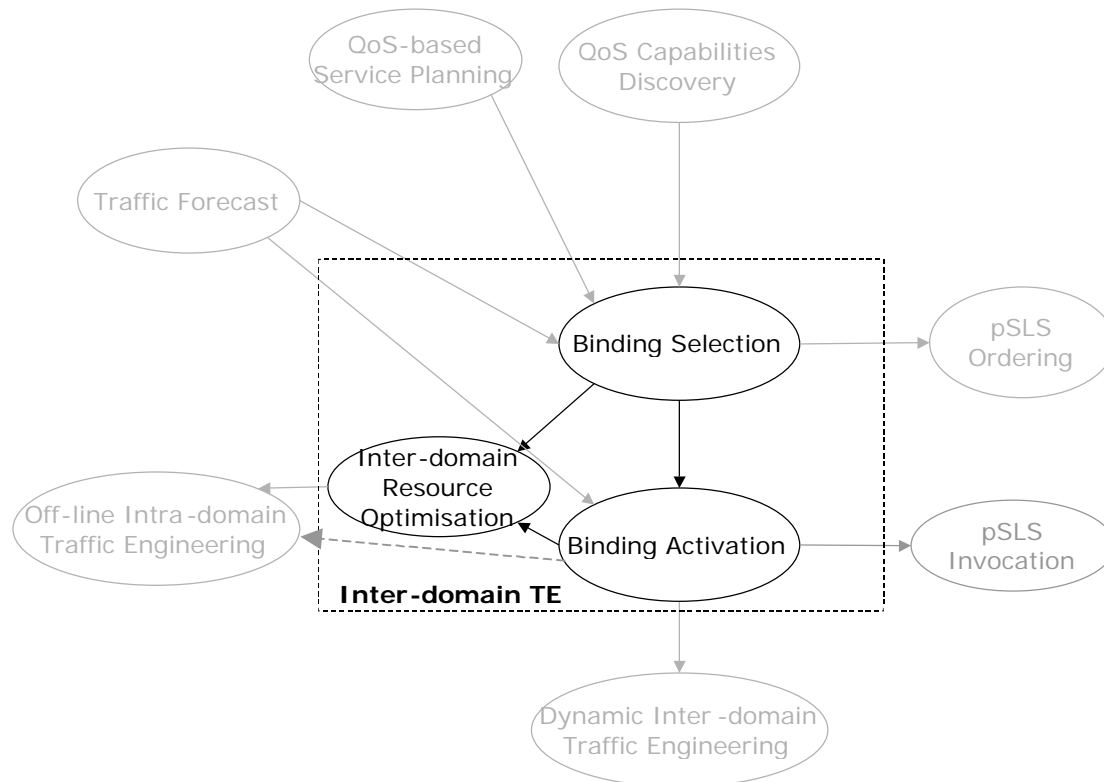 QoS-based
Service Planning
QoS Capabilities
Discovery
Traffic Forecast
Binding Selection
pSLS
Ordering
Inter-domain
Resource
Optimisation
Off-line Intra-domain
Traffic Engineering
Binding Activation
pSLS
Invocation
Inter-domain TE
Dynamic Inter-domain
Traffic Engineering